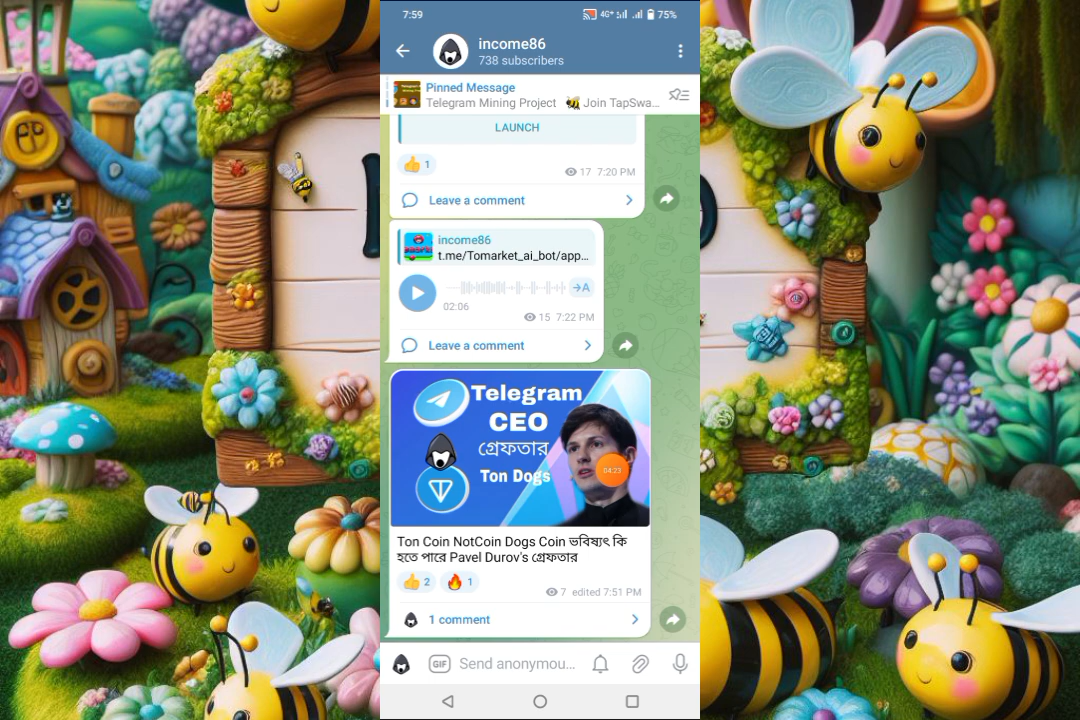 7:59
4G+ 75%
income86
738 subscribers
Pinned Message
Telegram Mining Project 🐝 Join TapSwa...
LAUNCH
👍 1
17 7:20 PM
Leave a comment
income86
t.me/Tomarket_ai_bot/app...
→A
02:06
15 7:22 PM
Leave a comment
Telegram
CEO
গ্রেফতার
Ton Dogs
04:23
Ton Coin NotCoin Dogs Coin ভবিষ্যৎ কি
হতে পারে Pavel Durov's গ্রেফতার
👍 2 🔥 1
7 edited 7:51 PM
1 comment
GIF Send anonymou...